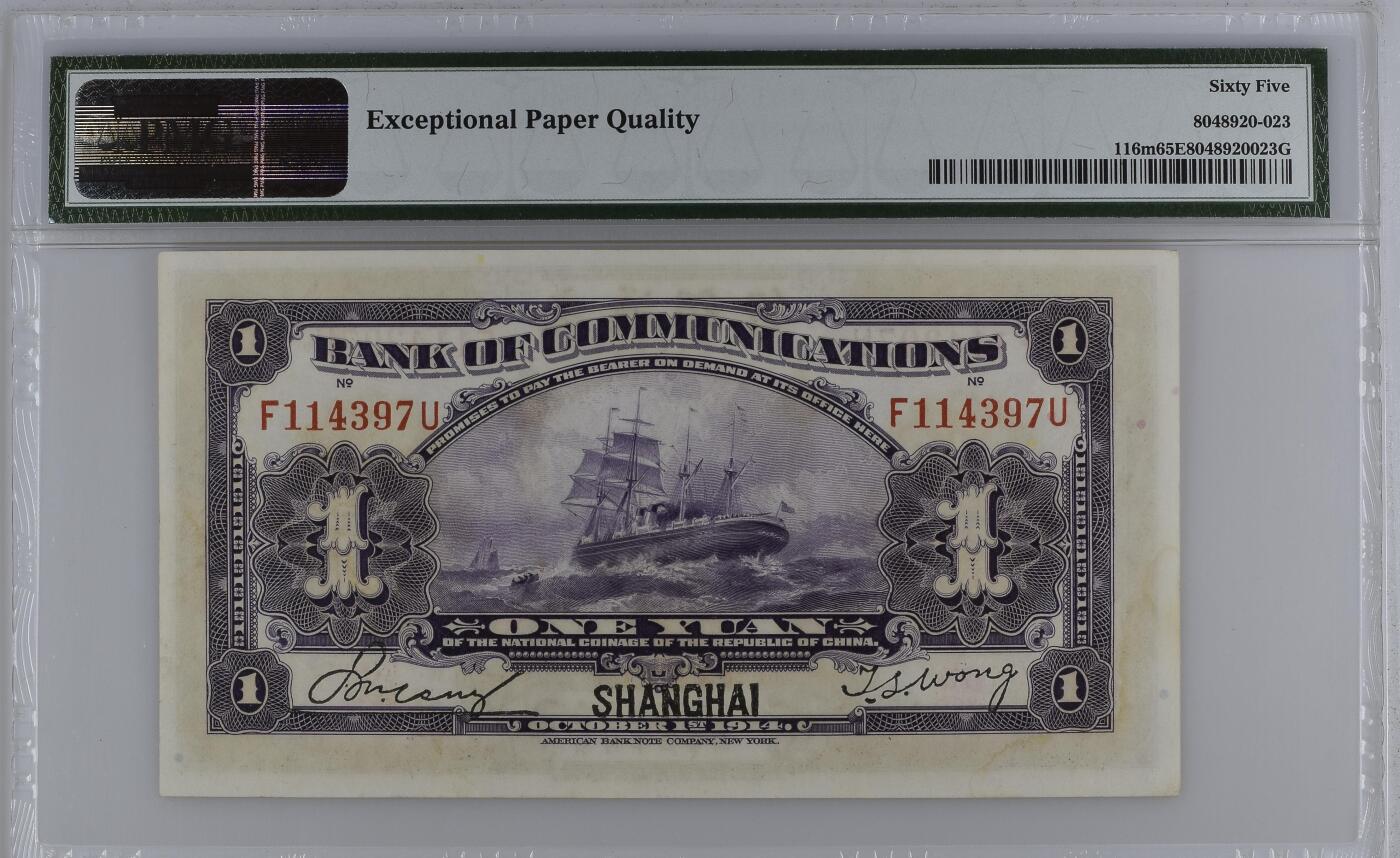 Exceptional Paper Quality
Sixty Five
8048920-023
116m65E8048920023G
1 1
BANK OF COMMUNICATIONS
PROMISES TO PAY THE BEARER ON DEMAND AT ITS OFFICE HERE
Nº Nº
F114397U F114397U
1 1
ONE YUAN
OF THE NATIONAL COINAGE OF THE REPUBLIC OF CHINA.
T.S. Wong
1 SHANGHAI 1
OCTOBER 1ST 1914.
AMERICAN BANK NOTE COMPANY, NEW YORK.